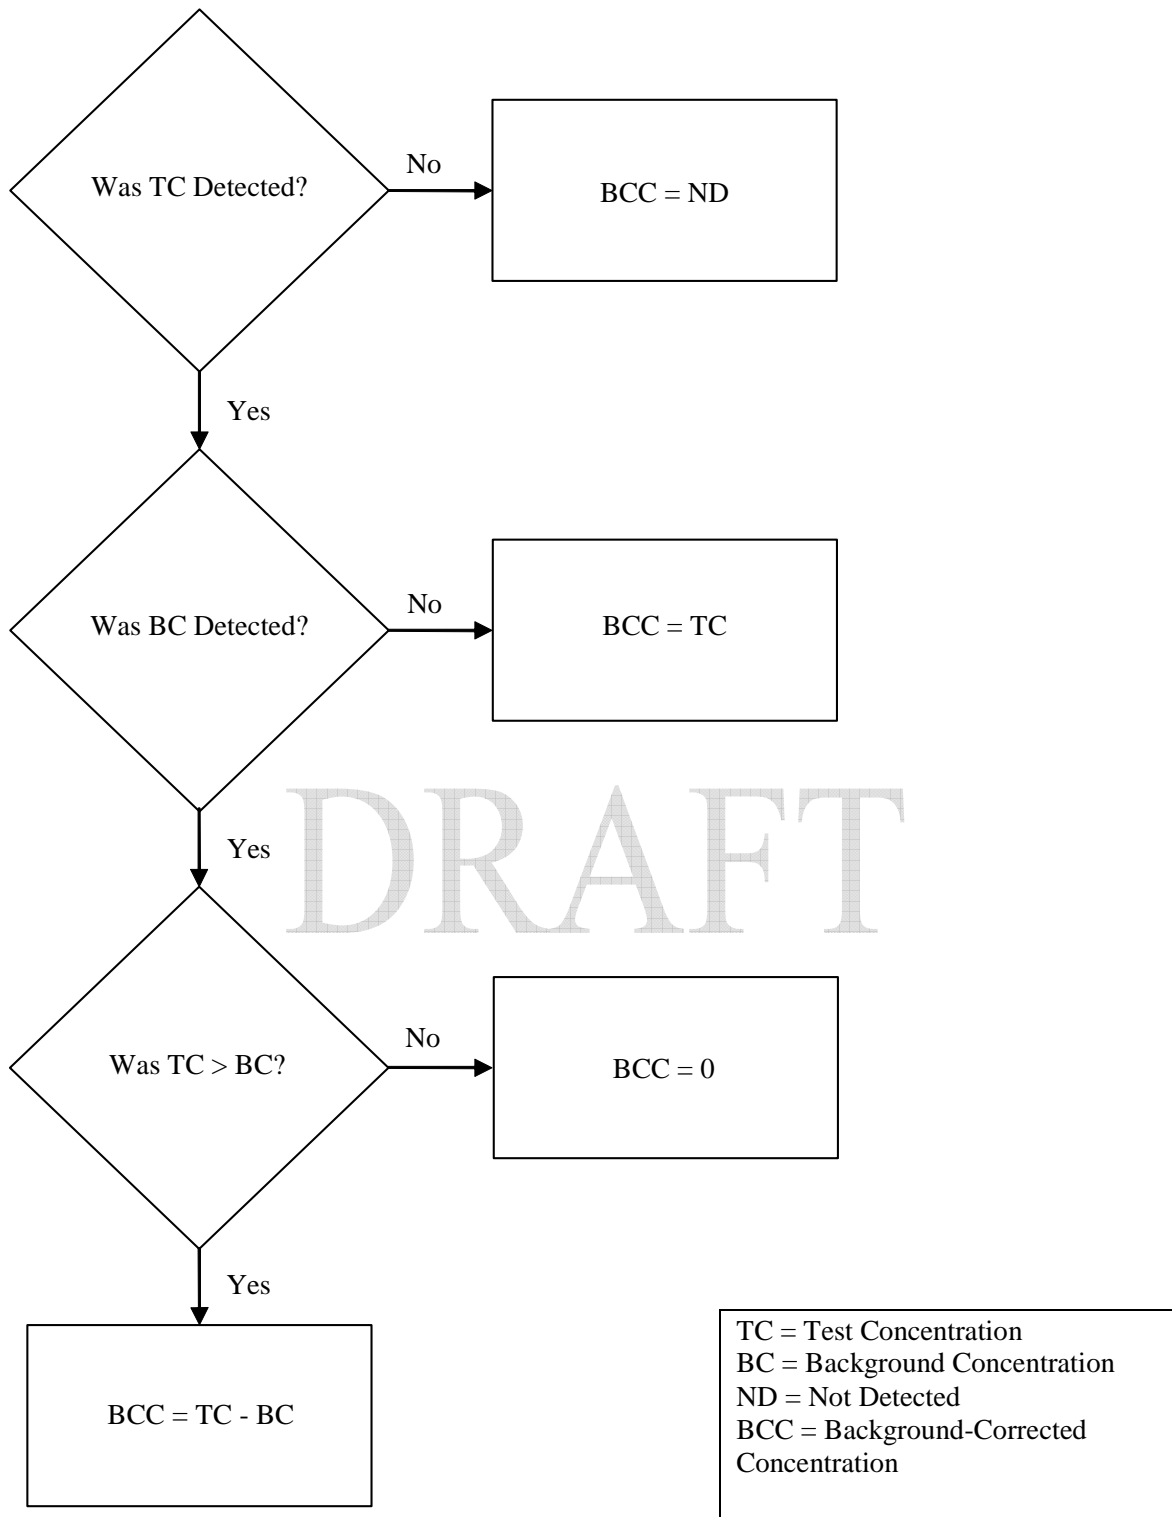 Was TC Detected?
No
BCC = ND
Yes
Was BC Detected?
No
BCC = TC
DRAFT
Yes
Was TC > BC?
No
BCC = 0
Yes
BCC = TC - BC
TC = Test Concentration
BC = Background Concentration
ND = Not Detected
BCC = Background-Corrected
Concentration